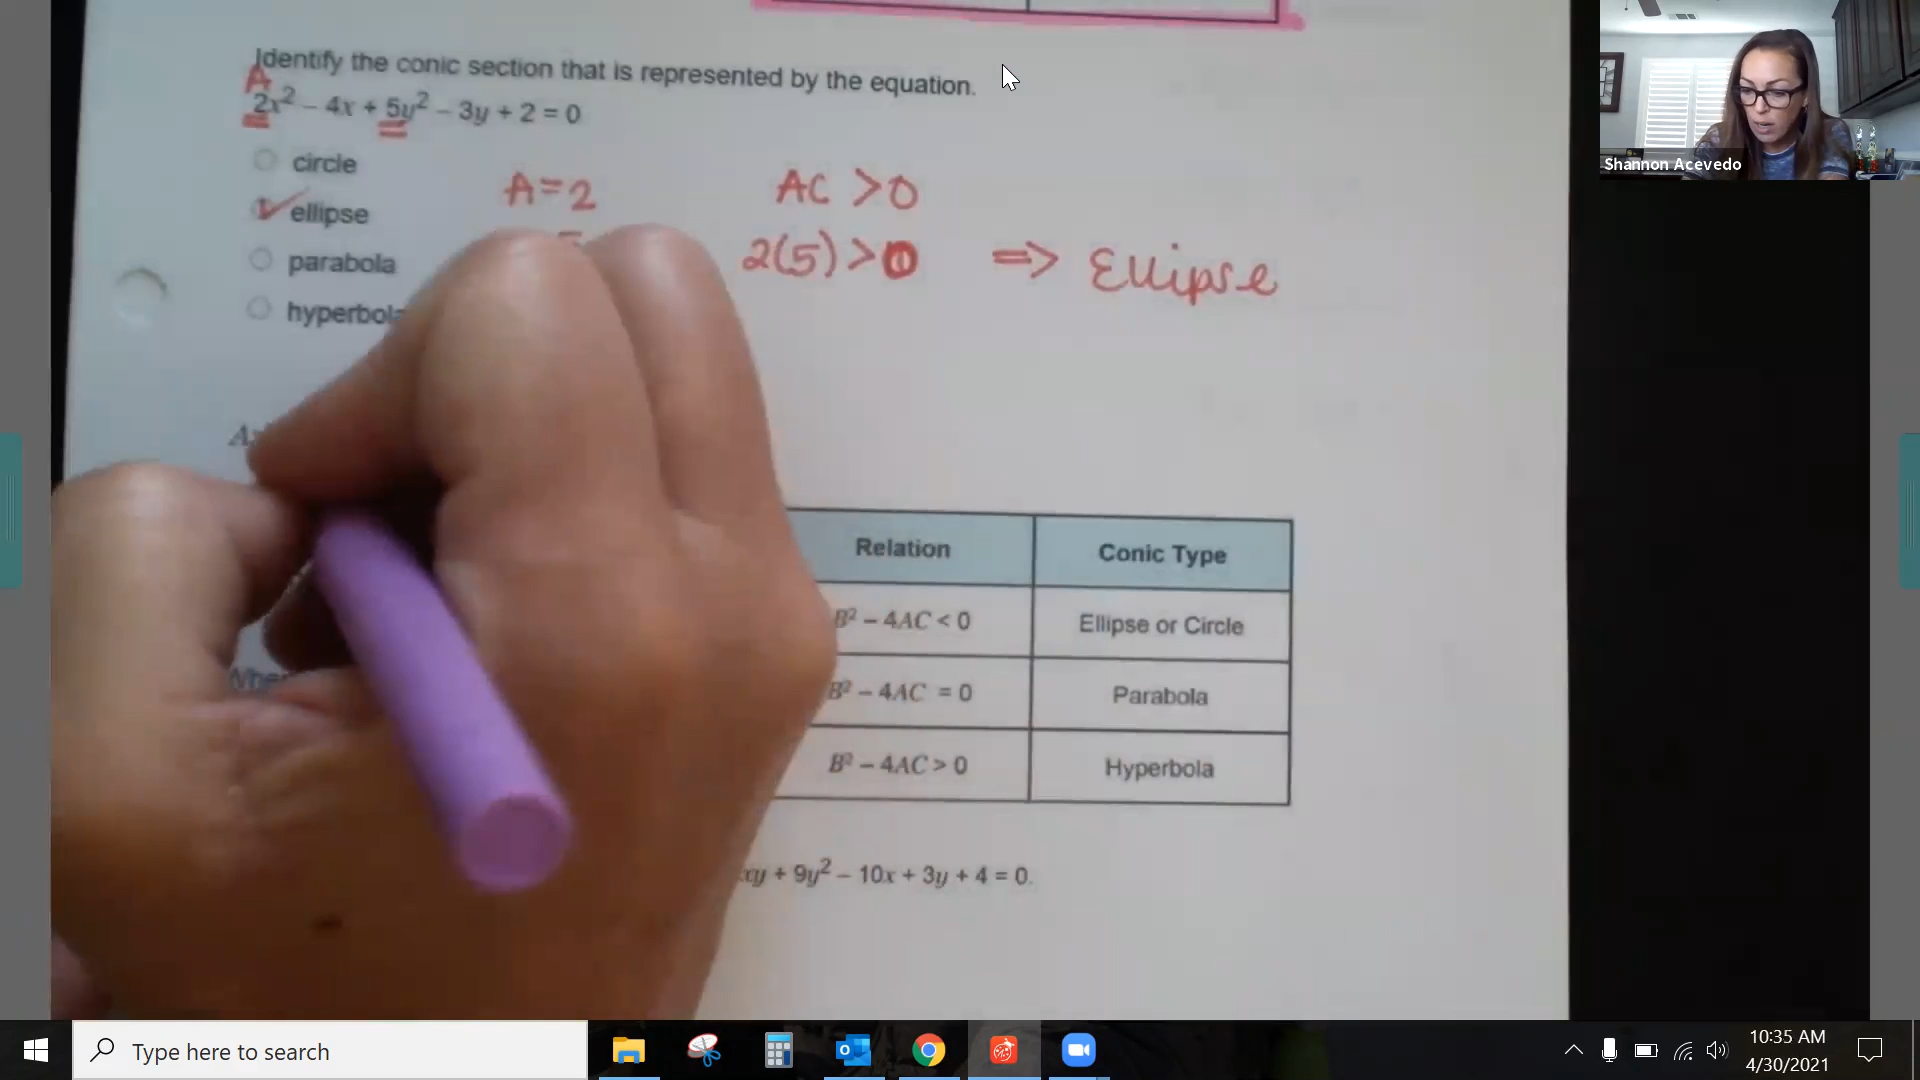 Identify the conic section that is represented by the equation.
A
2x² – 4x + 5y² – 3y + 2 = 0
circle
ellipse
parabola
hyperbola
A = 2
AC > 0
2(5) > 0 => Ellipse
Relation Conic Type
B² – 4AC < 0 Ellipse or Circle
B² – 4AC = 0 Parabola
B² – 4AC > 0 Hyperbola
xy + 9y² – 10x + 3y + 4 = 0.
Shannon Acevedo
Type here to search
10:35 AM
4/30/2021